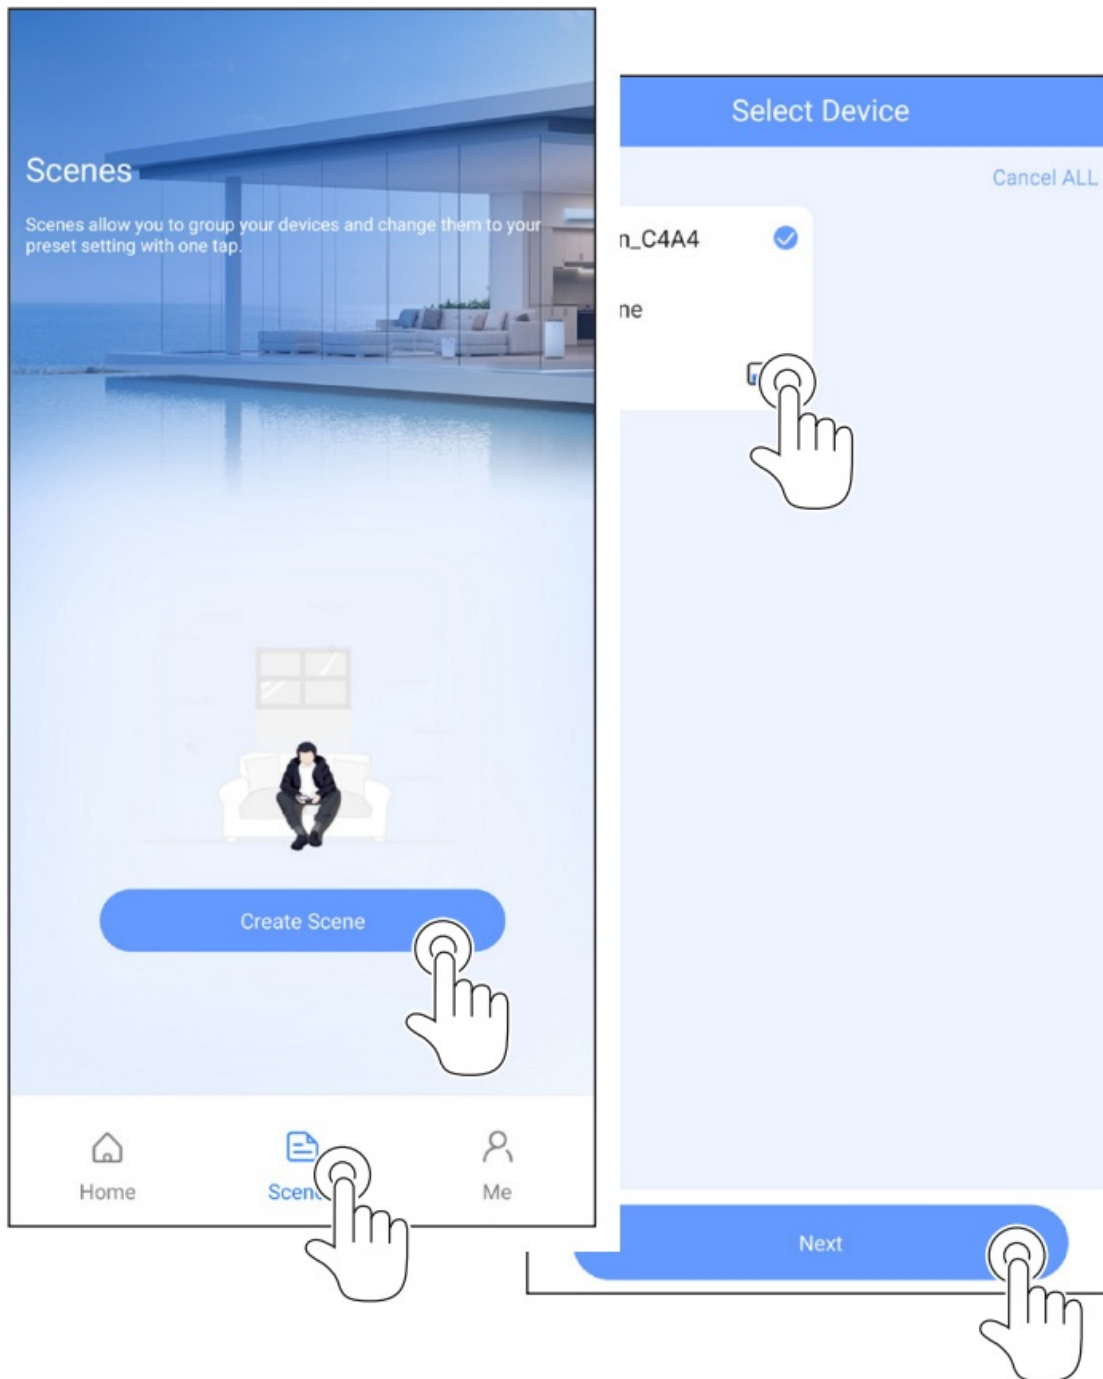 Scenes
Scenes allow you to group your devices and change them to your
preset setting with one tap.
Create Scene
Home
Scen
Me
Select Device
Cancel ALL
n_C4A4
ne
Next